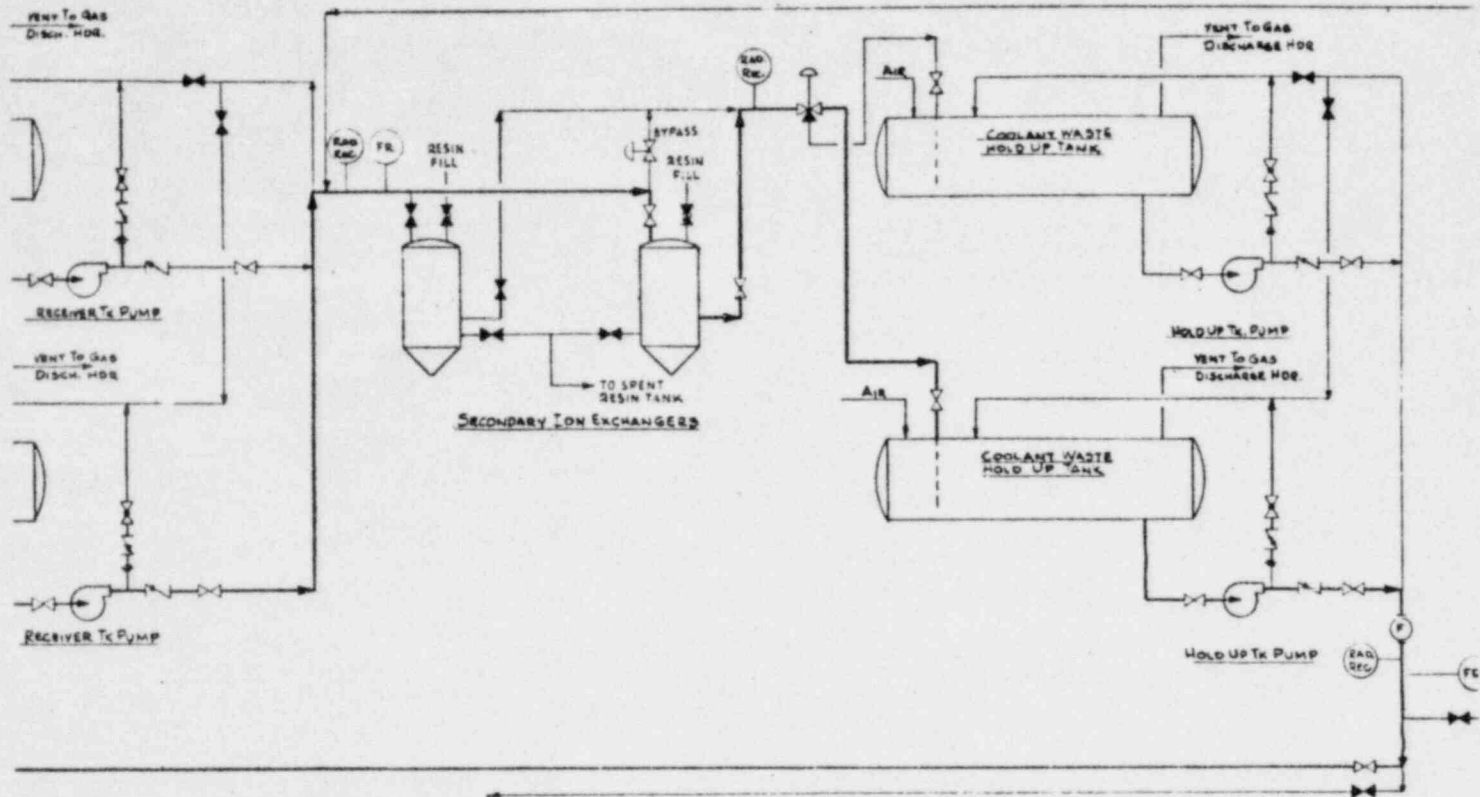 VENT TO GAS
DISCH. HDR.
RAD
REC.
FR
RESIN
FILL
BYPASS
RESIN
FILL
RAD
REC.
AIR
VENT TO GAS
DISCHARGE HDR
COOLANT WASTE
HOLD UP TANK
RECEIVER TK PUMP
VENT TO GAS
DISCH. HDR
TO SPENT
RESIN TANK
SECONDARY ION EXCHANGERS
HOLD UP TK. PUMP
VENT TO GAS
DISCHARGE HDR.
AIR
COOLANT WASTE
HOLD UP TANK
RECEIVER TK PUMP
HOLD UP TK PUMP
F
RAD
REC